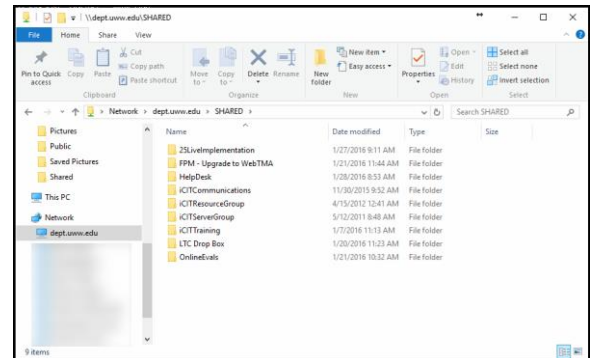 \\dept.uww.edu\SHARED
File Home Share View
Pin to Quick access
Copy
Paste
Cut
Copy path
Paste shortcut
Clipboard
Move to
Copy to
Delete
Rename
Organize
New folder
New item
Easy access
New
Properties
Open
Edit
History
Open
Select all
Select none
Invert selection
Select
Network > dept.uww.edu > SHARED >
Search SHARED
Pictures
Public
Saved Pictures
Shared
This PC
Network
dept.uww.edu
Name Date modified Type Size
25LiveImplementation 1/27/2016 9:11 AM File folder
FPM - Upgrade to WebTMA 1/21/2016 11:44 AM File folder
HelpDesk 1/28/2016 8:53 AM File folder
iCITCommunications 11/30/2015 9:52 AM File folder
iCITResourceGroup 4/15/2012 12:41 AM File folder
iCITServerGroup 5/12/2011 8:48 AM File folder
iCITTraining 1/7/2016 11:13 AM File folder
LTC Drop Box 1/20/2016 11:23 AM File folder
OnlineEvals 1/21/2016 10:32 AM File folder
9 items